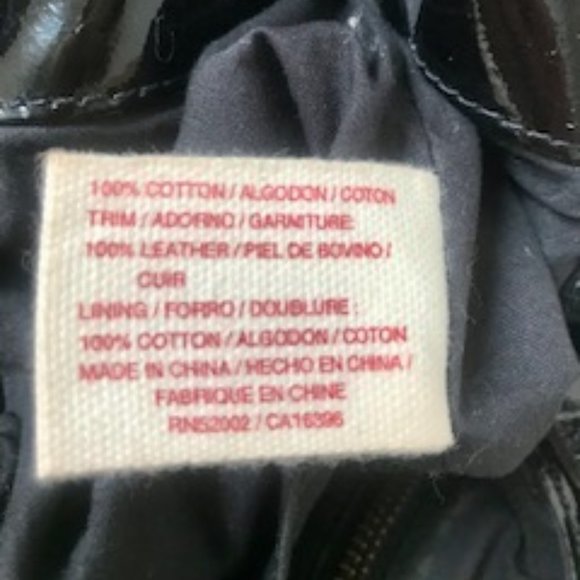 100% COTTON / ALGODON / COTON
TRIM / ADORNO / GARNITURE:
100% LEATHER / PIEL DE BOVINO /
CUIR
LINING / FORRO / DOUBLURE :
100% COTTON / ALGODON / COTON
MADE IN CHINA / HECHO EN CHINA /
FABRIQUE EN CHINE
RN52002 / CA16396